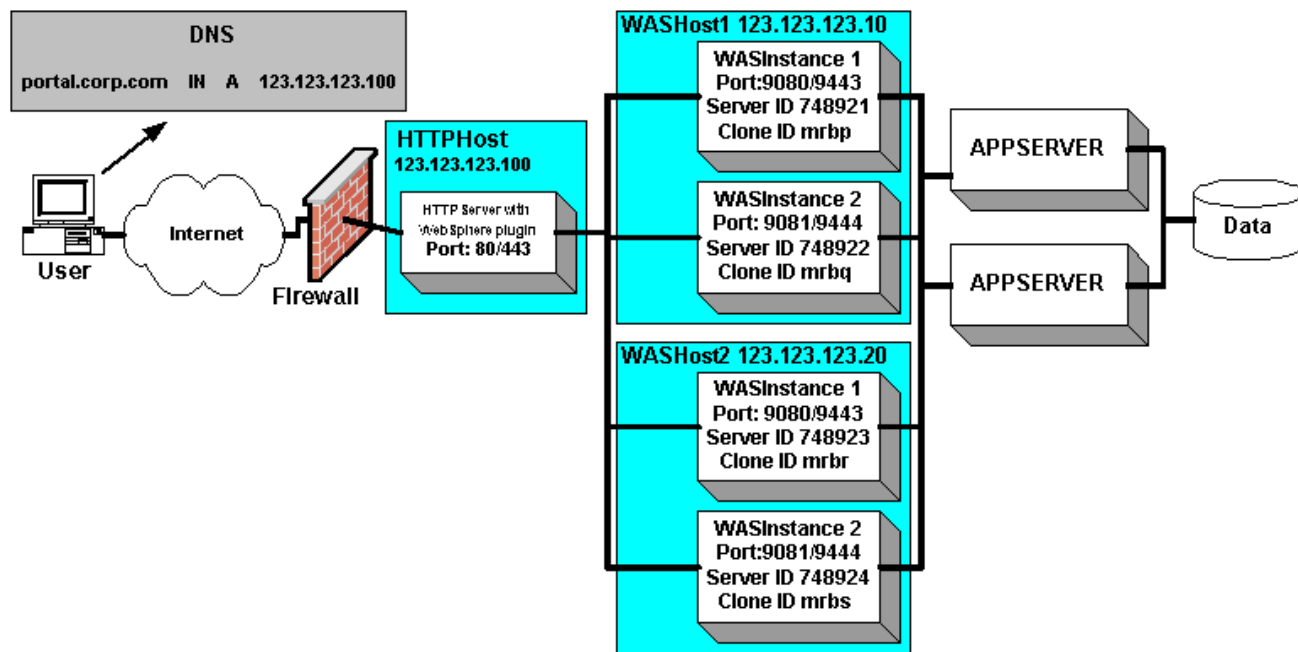 DNS
portal.corp.com IN A 123.123.123.100
User
Internet
Firewall
HTTPHost
123.123.123.100
HTTP Server with
WebSphere plugin
Port: 80/443
WASHost1 123.123.123.10
WASInstance 1
Port:9080/9443
Server ID 748921
Clone ID mrbp
WASInstance 2
Port: 9081/9444
Server ID 748922
Clone ID mrbq
WASHost2 123.123.123.20
WASInstance 1
Port: 9080/9443
Server ID 748923
Clone ID mrbr
WASInstance 2
Port:9081/9444
Server ID 748924
Clone ID mrbs
APPSERVER
APPSERVER
Data